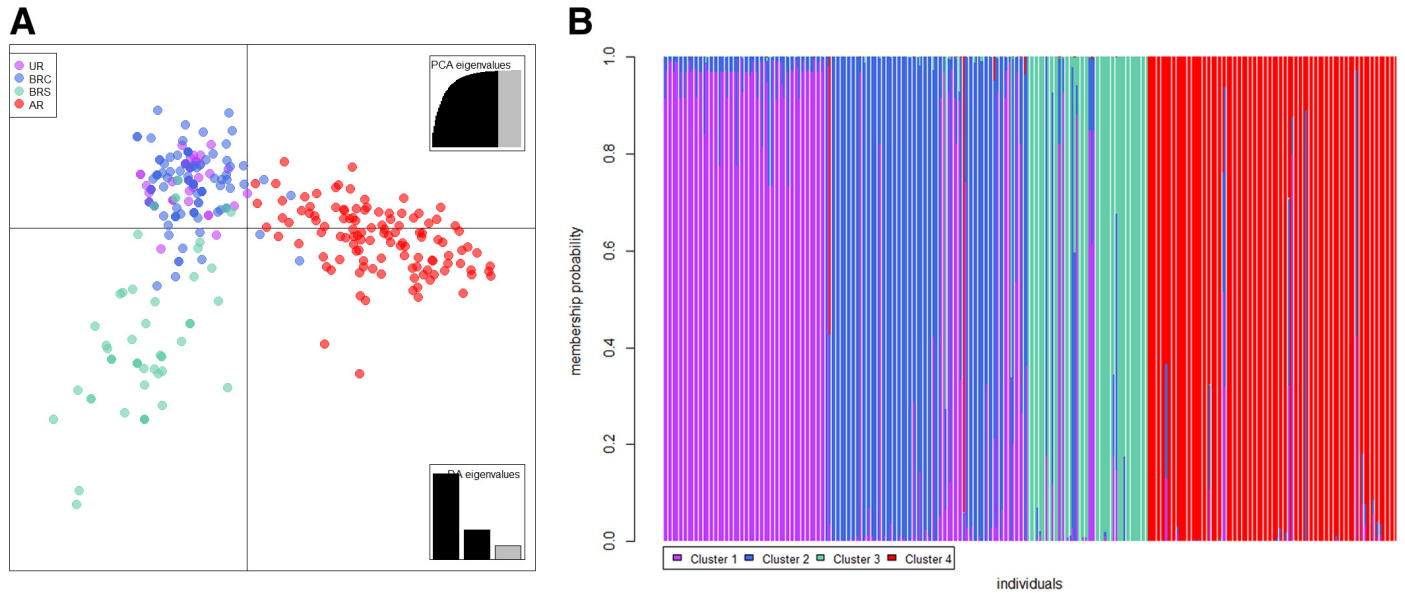 A
UR
BRC
BRS
AR
PCA eigenvalues
DA eigenvalues
B
membership probability
1.0
0.8
0.6
0.4
0.2
0.0
Cluster 1 Cluster 2 Cluster 3 Cluster 4
individuals